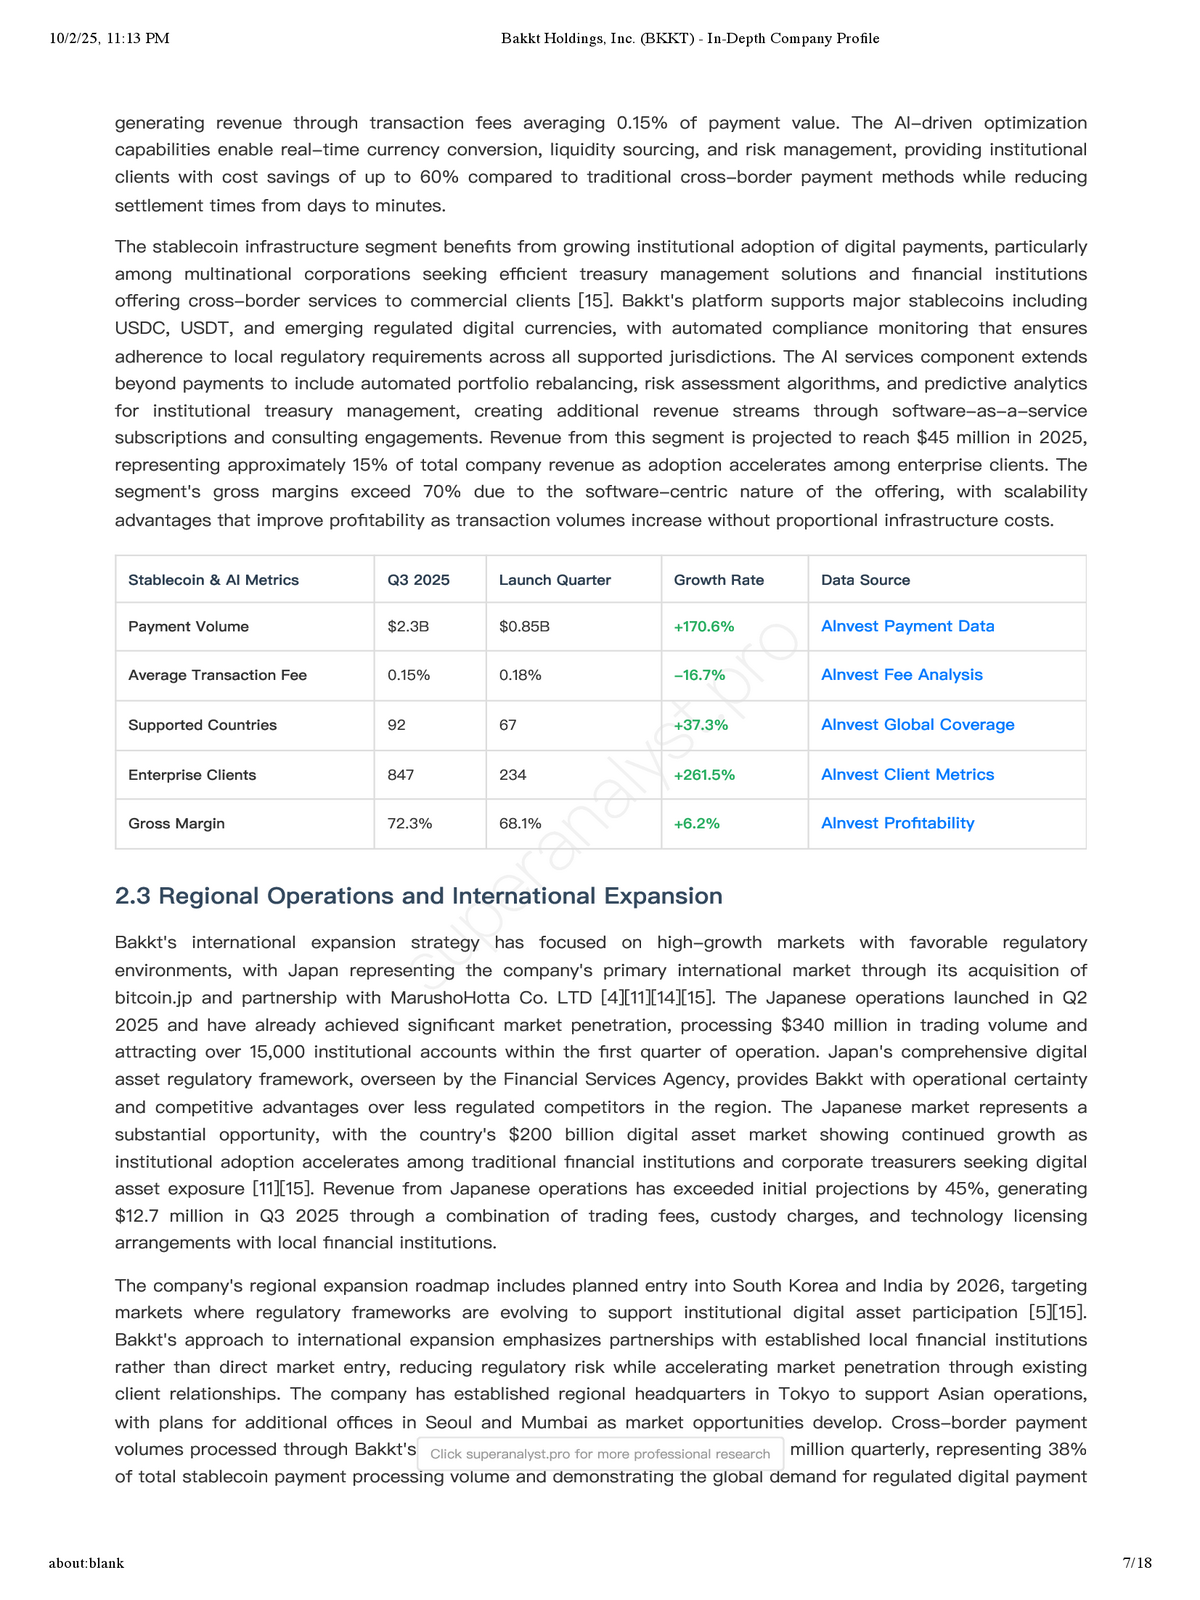 10/2/25, 11:13 PM
Bakkt Holdings, Inc. (BKKT) - In-Depth Company Profile
generating revenue through transaction fees averaging 0.15% of payment value. The AI-driven optimization
capabilities enable real-time currency conversion, liquidity sourcing, and risk management, providing institutional
clients with cost savings of up to 60% compared to traditional cross-border payment methods while reducing
settlement times from days to minutes.
The stablecoin infrastructure segment benefits from growing institutional adoption of digital payments, particularly
among multinational corporations seeking efficient treasury management solutions and financial institutions
offering cross-border services to commercial clients [15]. Bakkt's platform supports major stablecoins including
USDC, USDT, and emerging regulated digital currencies, with automated compliance monitoring that ensures
adherence to local regulatory requirements across all supported jurisdictions. The AI services component extends
beyond payments to include automated portfolio rebalancing, risk assessment algorithms, and predictive analytics
for institutional treasury management, creating additional revenue streams through software-as-a-service
subscriptions and consulting engagements. Revenue from this segment is projected to reach $45 million in 2025,
representing approximately 15% of total company revenue as adoption accelerates among enterprise clients. The
segment's gross margins exceed 70% due to the software-centric nature of the offering, with scalability
advantages that improve profitability as transaction volumes increase without proportional infrastructure costs.
Stablecoin & AI Metrics Q3 2025 Launch Quarter Growth Rate Data Source
Payment Volume $2.3B $0.85B +170.6% AInvest Payment Data
Average Transaction Fee 0.15% 0.18% -16.7% AInvest Fee Analysis
Supported Countries 92 67 +37.3% AInvest Global Coverage
Enterprise Clients 847 234 +261.5% AInvest Client Metrics
Gross Margin 72.3% 68.1% +6.2% AInvest Profitability
superanalyst.pro
2.3 Regional Operations and International Expansion
Bakkt's international expansion strategy has focused on high-growth markets with favorable regulatory
environments, with Japan representing the company's primary international market through its acquisition of
bitcoin.jp and partnership with MarushoHotta Co. LTD [4][11][14][15]. The Japanese operations launched in Q2
2025 and have already achieved significant market penetration, processing $340 million in trading volume and
attracting over 15,000 institutional accounts within the first quarter of operation. Japan's comprehensive digital
asset regulatory framework, overseen by the Financial Services Agency, provides Bakkt with operational certainty
and competitive advantages over less regulated competitors in the region. The Japanese market represents a
substantial opportunity, with the country's $200 billion digital asset market showing continued growth as
institutional adoption accelerates among traditional financial institutions and corporate treasurers seeking digital
asset exposure [11][15]. Revenue from Japanese operations has exceeded initial projections by 45%, generating
$12.7 million in Q3 2025 through a combination of trading fees, custody charges, and technology licensing
arrangements with local financial institutions.
The company's regional expansion roadmap includes planned entry into South Korea and India by 2026, targeting
markets where regulatory frameworks are evolving to support institutional digital asset participation [5][15].
Bakkt's approach to international expansion emphasizes partnerships with established local financial institutions
rather than direct market entry, reducing regulatory risk while accelerating market penetration through existing
client relationships. The company has established regional headquarters in Tokyo to support Asian operations,
with plans for additional offices in Seoul and Mumbai as market opportunities develop. Cross-border payment
volumes processed through Bakkt's million quarterly, representing 38%
Click superanalyst.pro for more professional research
of total stablecoin payment processing volume and demonstrating the global demand for regulated digital payment
about:blank
7/18